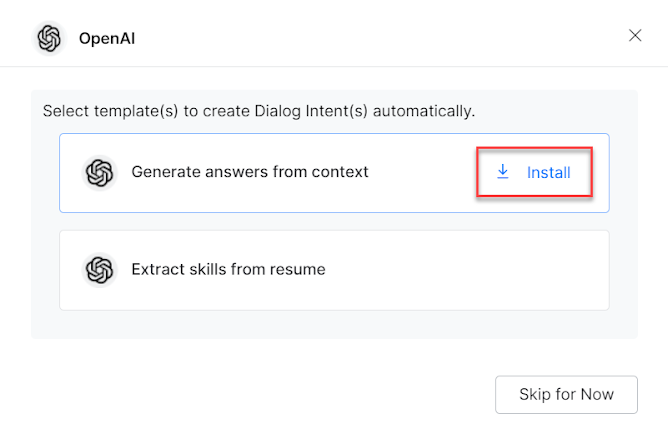 OpenAI
Select template(s) to create Dialog Intent(s) automatically.
Generate answers from context
Install
Extract skills from resume
Skip for Now